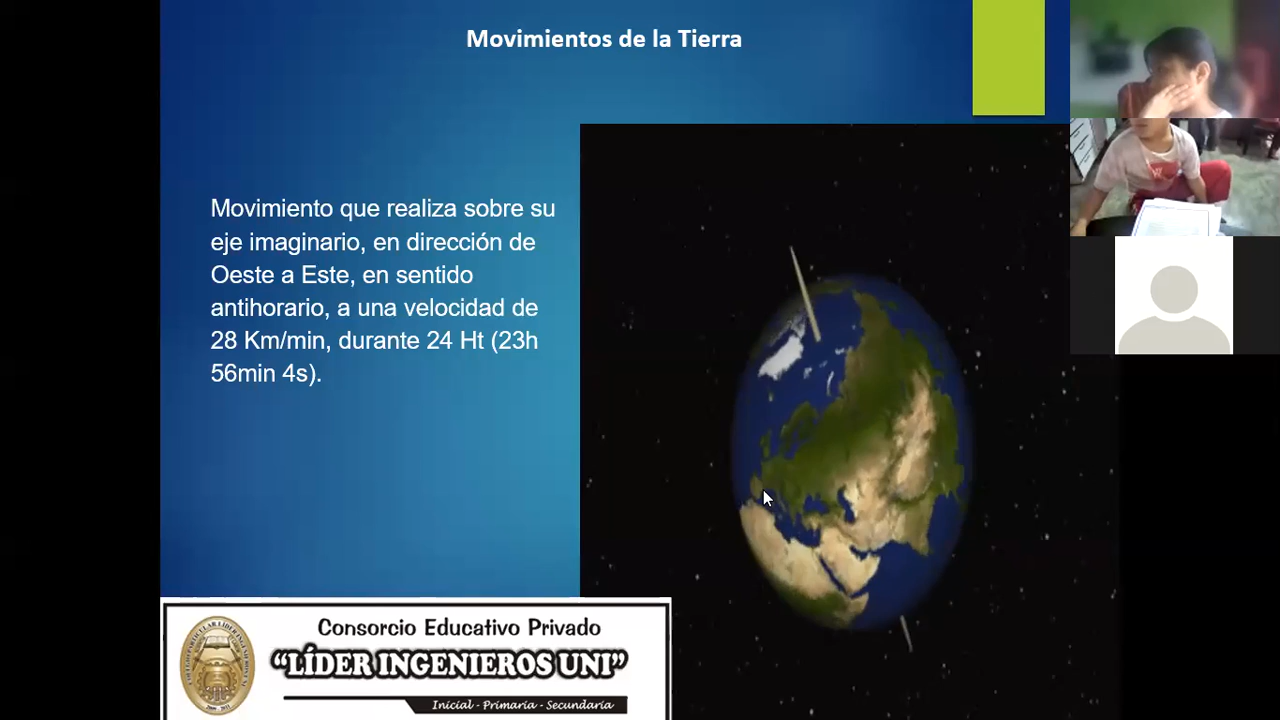 Movimientos de la Tierra
Movimiento que realiza sobre su
eje imaginario, en dirección de
Oeste a Este, en sentido
antihorario, a una velocidad de
28 Km/min, durante 24 Ht (23h
56min 4s).
Consorcio Educativo Privado
“LÍDER INGENIEROS UNI”
Inicial - Primaria - Secundaria